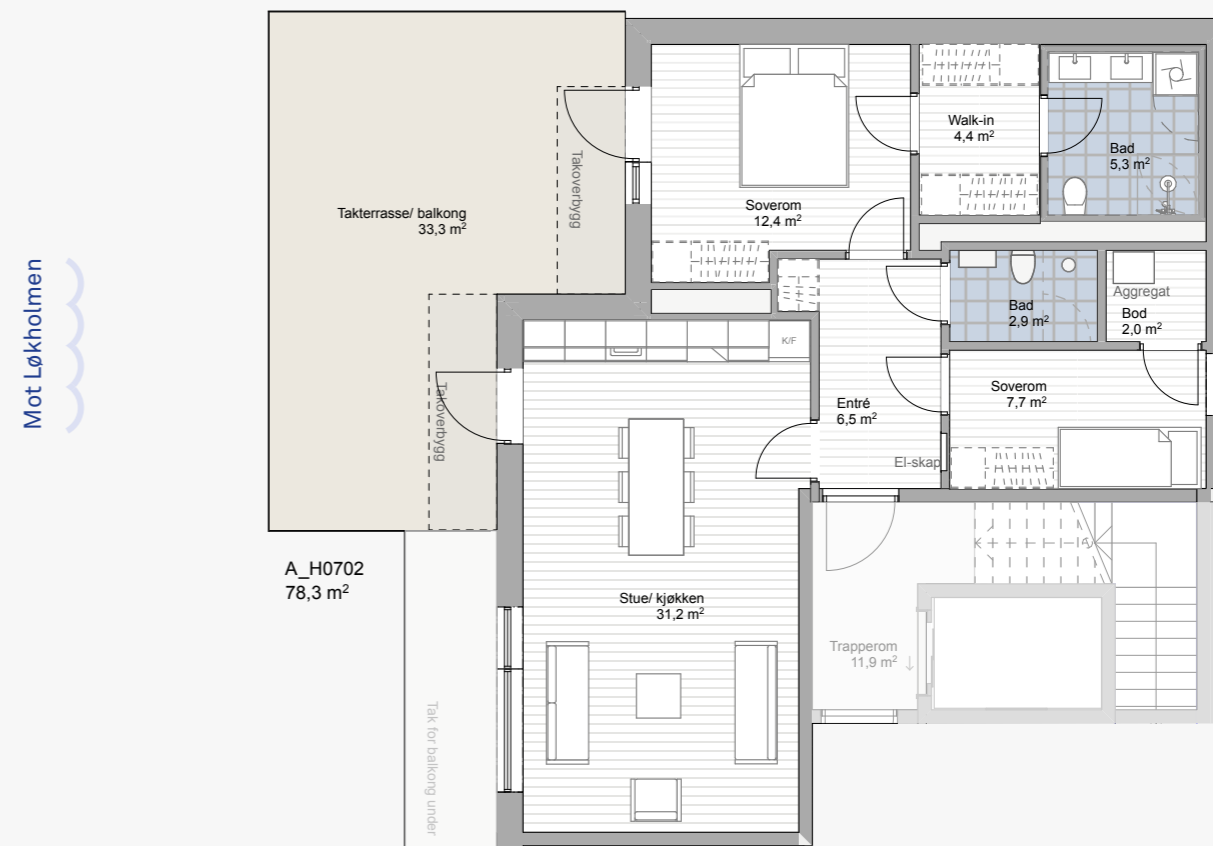 Mot Løkholmen
Takterrasse/ balkong
33,3 m²
Takoverbygg
Takoverbygg
Soverom
12,4 m²
Walk-in
4,4 m²
Bad
5,3 m²
Bad
2,9 m²
Aggregat
Bod
2,0 m²
K/F
Entré
6,5 m²
El-skap
Soverom
7,7 m²
A_H0702
78,3 m²
Stue/ kjøkken
31,2 m²
Trapperom
11,9 m²
Tak for balkong under